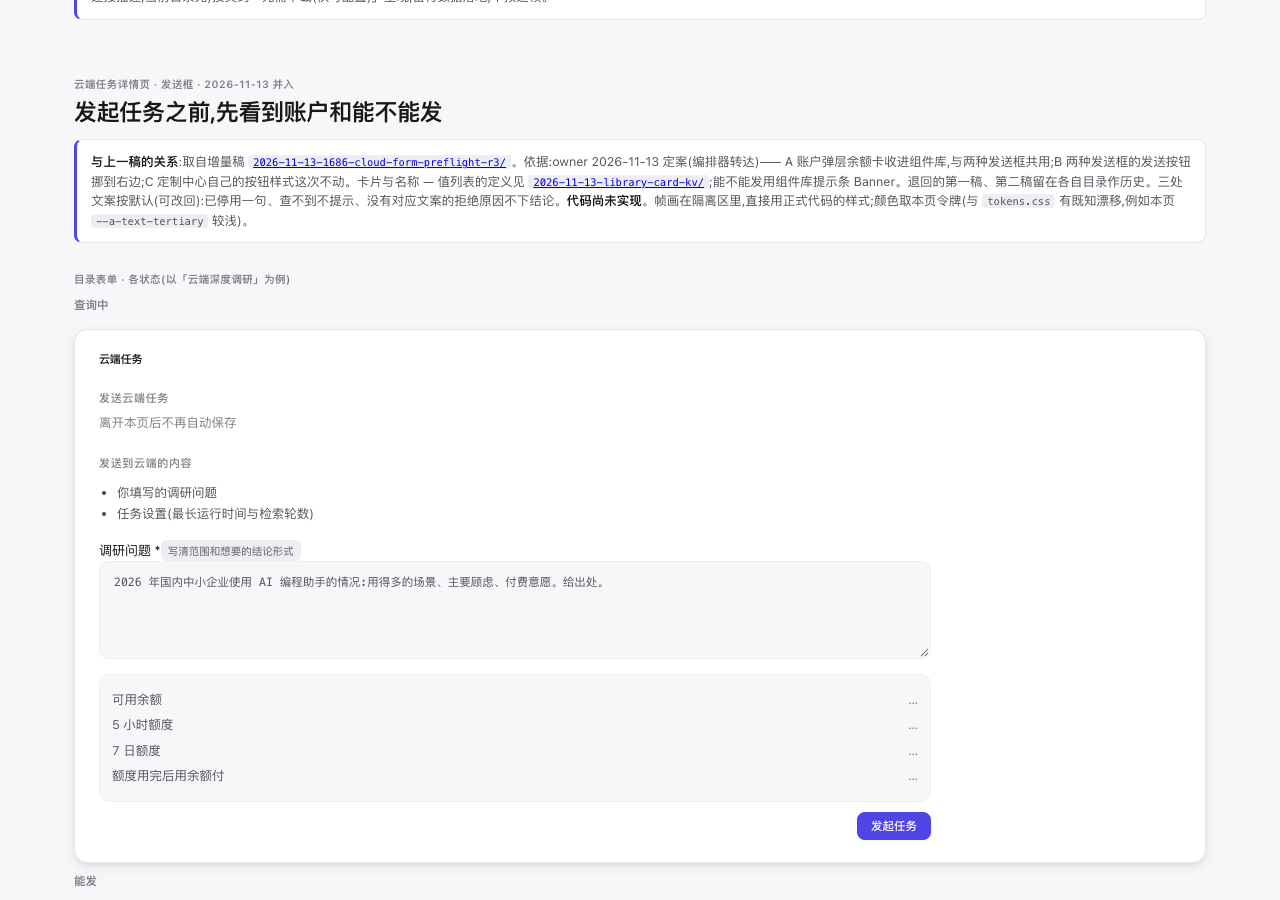 云端任务详情页 · 发送框 · 2026-11-13 并入
发起任务之前,先看到账户和能不能发
与上一稿的关系:取自增量稿 2026-11-13-1686-cloud-form-preflight-r3/ 。依据:owner 2026-11-13 定案(编排器转达)—— A 账户弹层余额卡收进组件库,与两种发送框共用;B 两种发送框的发送按钮
挪到右边;C 定制中心自己的按钮样式这次不动。卡片与名称 — 值列表的定义见 2026-11-13-library-card-kv/ ;能不能发用组件库提示条 Banner。退回的第一稿、第二稿留在各自目录作历史。三处
文案按默认(可改回):已停用一句、查不到不提示、没有对应文案的拒绝原因不下结论。代码尚未实现。帧画在隔离区里,直接用正式代码的样式;颜色取本页令牌(与 tokens.css 有既知漂移,例如本页
--a-text-tertiary 较浅)。
目录表单 · 各状态(以「云端深度调研」为例)
查询中
云端任务
发送云端任务
离开本页后不再自动保存
发送到云端的内容
• 你填写的调研问题
• 任务设置(最长运行时间与检索轮数)
调研问题 * 写清范围和想要的结论形式
2026 年国内中小企业使用 AI 编程助手的情况:用得多的场景、主要顾虑、付费意愿。给出处。
可用余额 …
5 小时额度 …
7 日额度 …
额度用完后用余额付 …
发起任务
能发